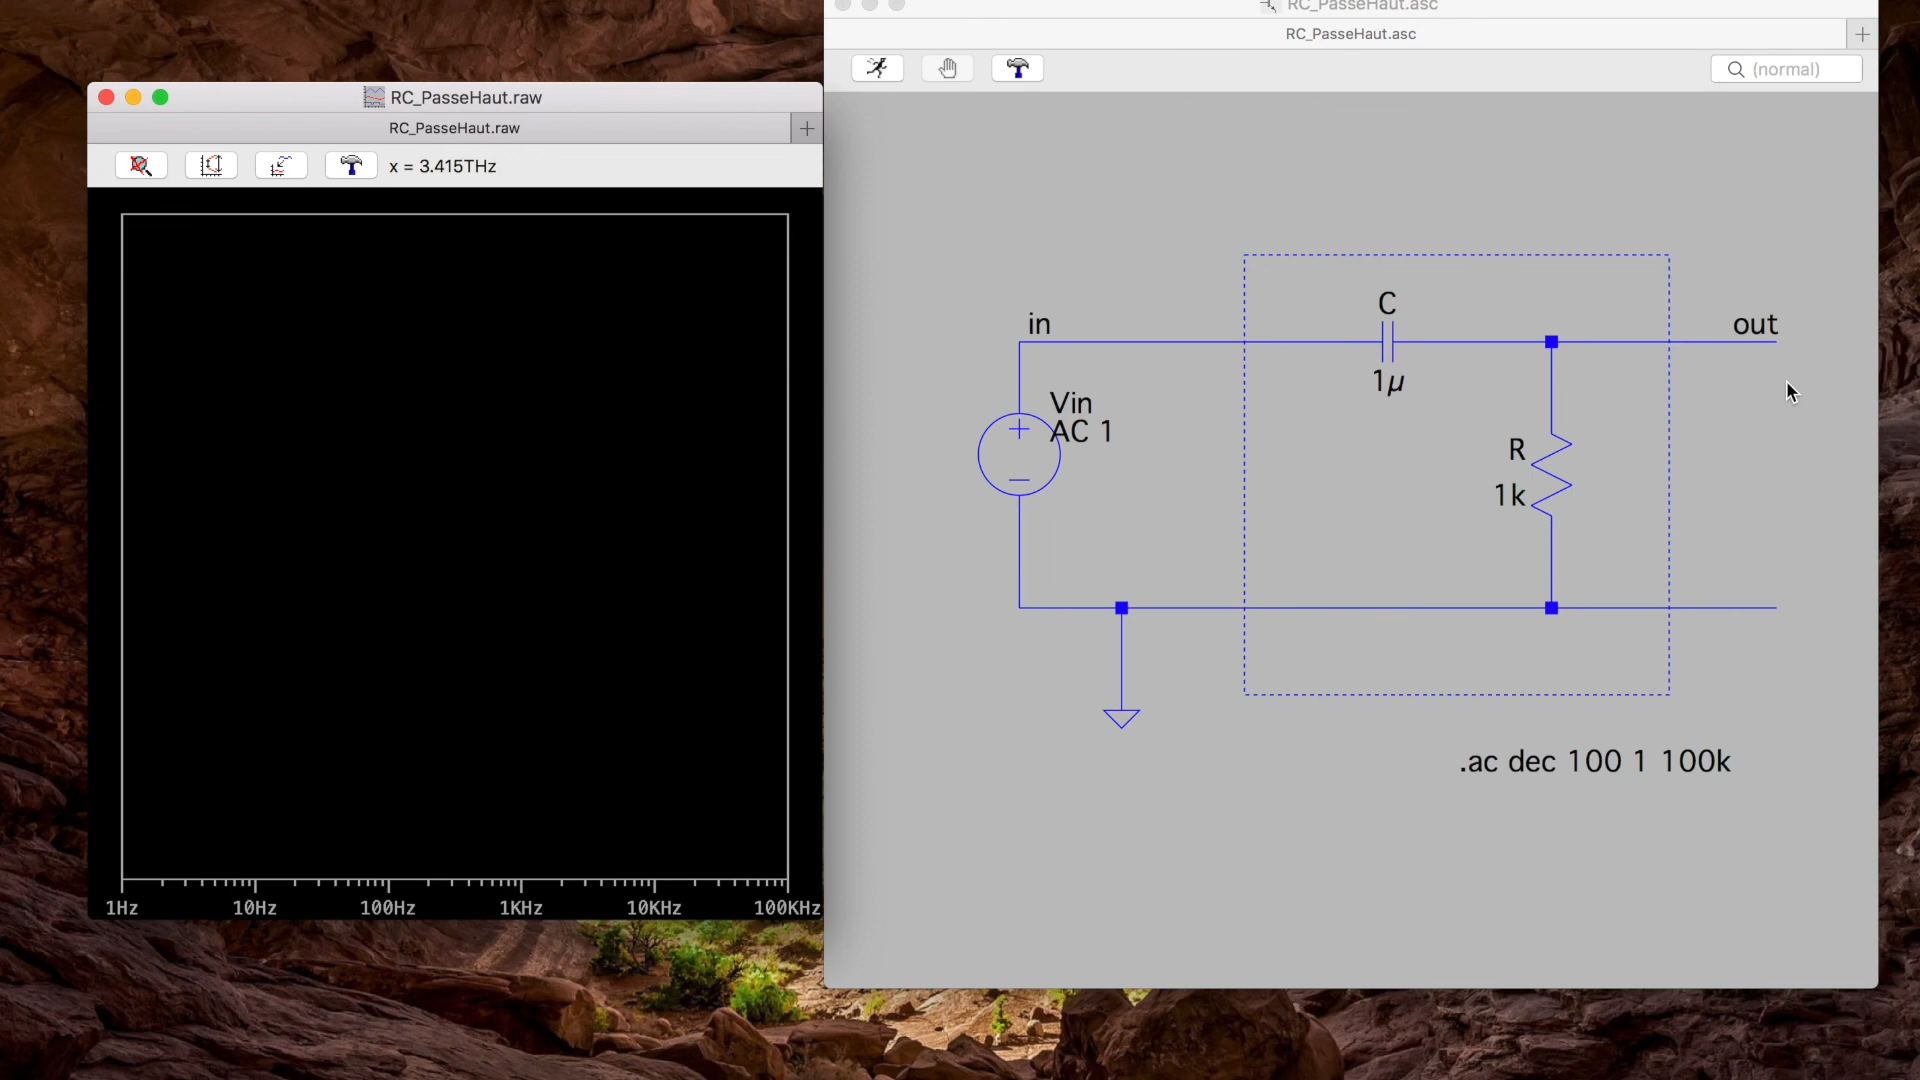 RC_PasseHaut.asc
RC_PasseHaut.asc
(normal)
RC_PasseHaut.raw
RC_PasseHaut.raw
x = 3.415THz
in
C
out
1µ
Vin
AC 1
R
1k
.ac dec 100 1 100k
1Hz 10Hz 100Hz 1KHz 10KHz 100KHz